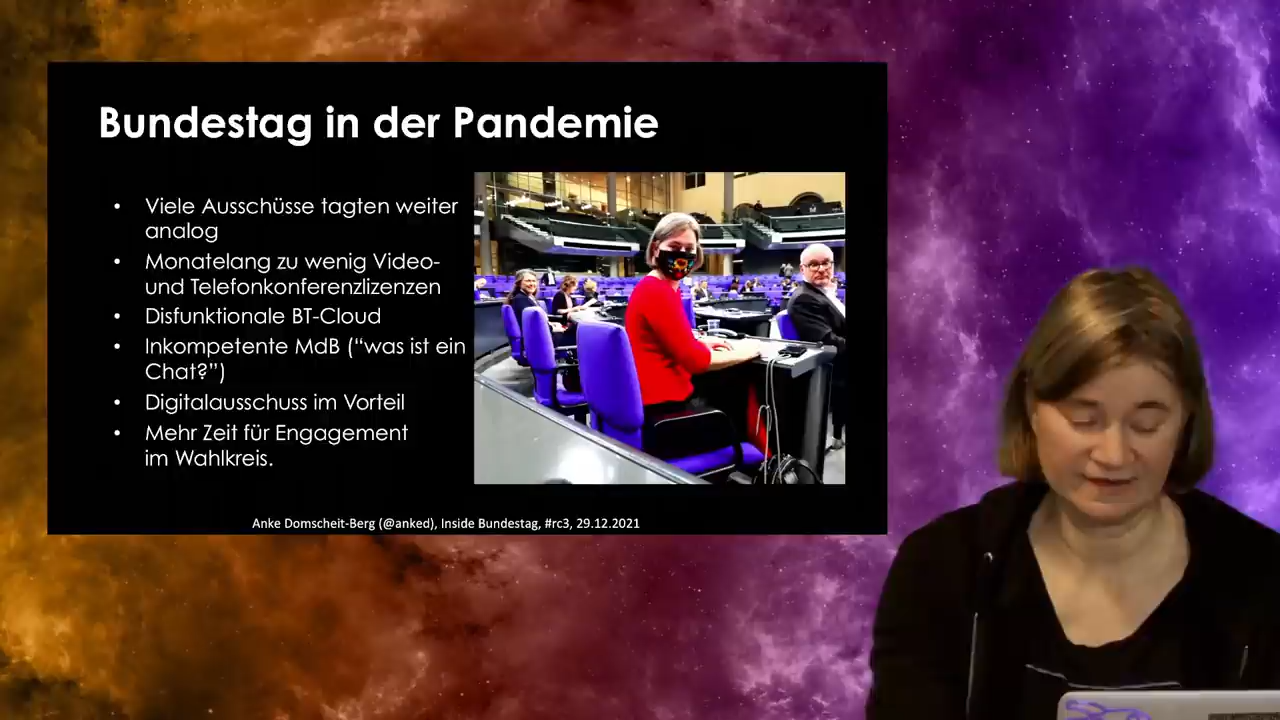 Bundestag in der Pandemie
• Viele Ausschüsse tagten weiter
analog
• Monatelang zu wenig Video-
und Telefonkonferenzlizenzen
• Disfunktionale BT-Cloud
• Inkompetente MdB (“was ist ein
Chat?”)
• Digitalausschuss im Vorteil
• Mehr Zeit für Engagement
im Wahlkreis.
Anke Domscheit-Berg (@anked), Inside Bundestag, #rc3, 29.12.2021